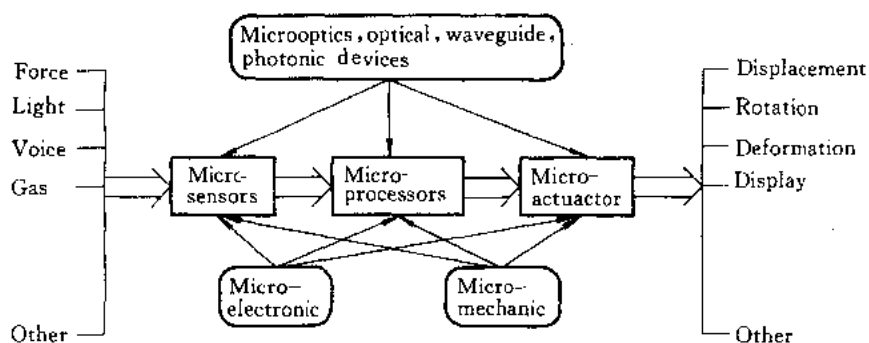 Microoptics, optical, waveguide,
photonic devices
Force
Light
Voice
Gas
Other
Micro-
sensors
Micro-
processors
Micro-
actuactor
Micro-
electronic
Micro-
mechanic
Displacement
Rotation
Deformation
Display
Other